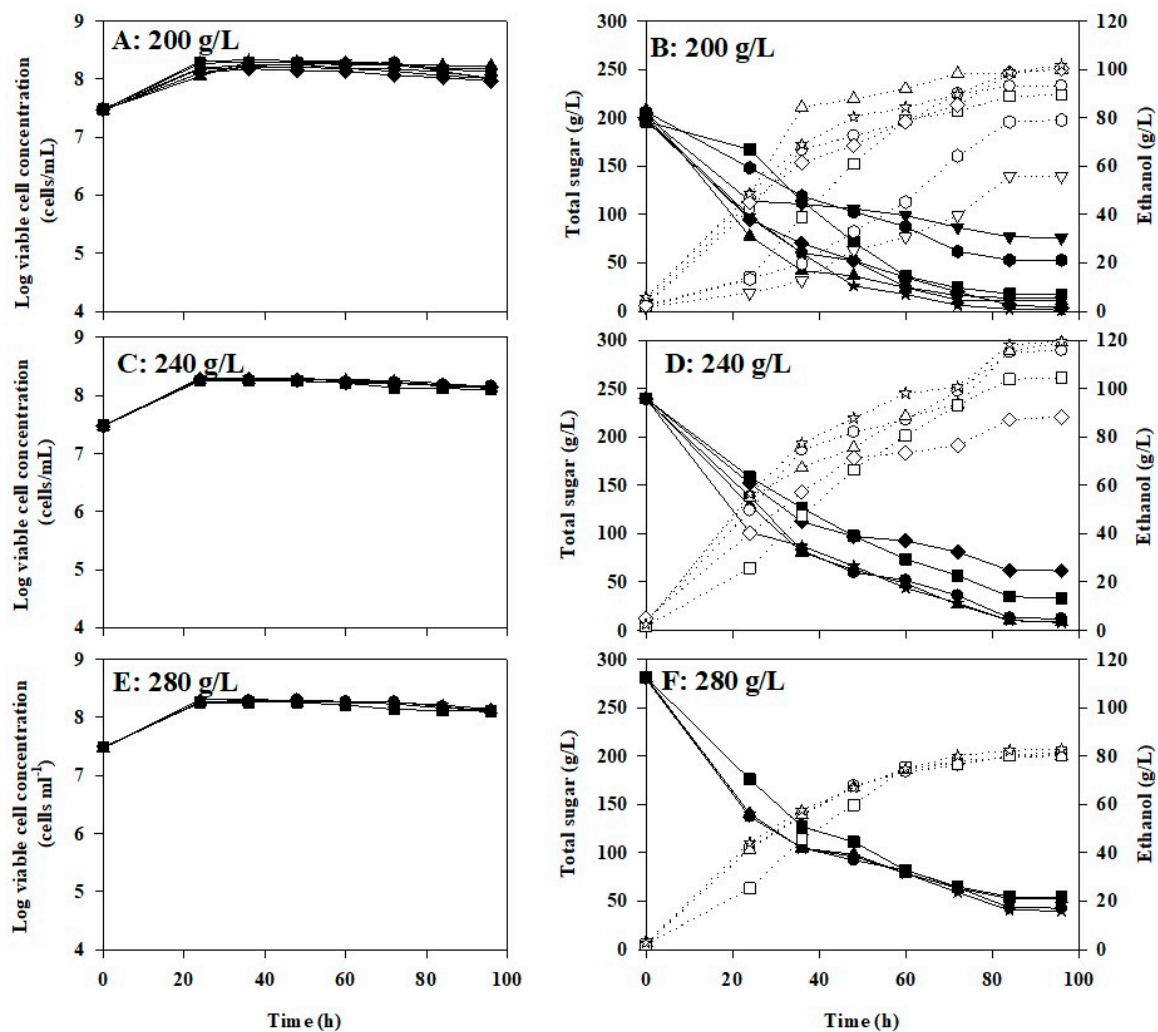 A: 200 g/L
Log viable cell concentration
(cells/mL)
9
8
7
6
5
4
B: 200 g/L
Total sugar (g/L)
300
250
200
150
100
50
0
Ethanol (g/L)
120
100
80
60
40
20
0
C: 240 g/L
Log viable cell concentration
(cells/mL)
9
8
7
6
5
4
D: 240 g/L
Total sugar (g/L)
300
250
200
150
100
50
0
Ethanol (g/L)
120
100
80
60
40
20
0
E: 280 g/L
Log viable cell concentration
(cells ml-1)
9
8
7
6
5
4
0 20 40 60 80 100
Time (h)
F: 280 g/L
Total sugar (g/L)
300
250
200
150
100
50
0
Ethanol (g/L)
120
100
80
60
40
20
0
0 20 40 60 80 100
Time (h)